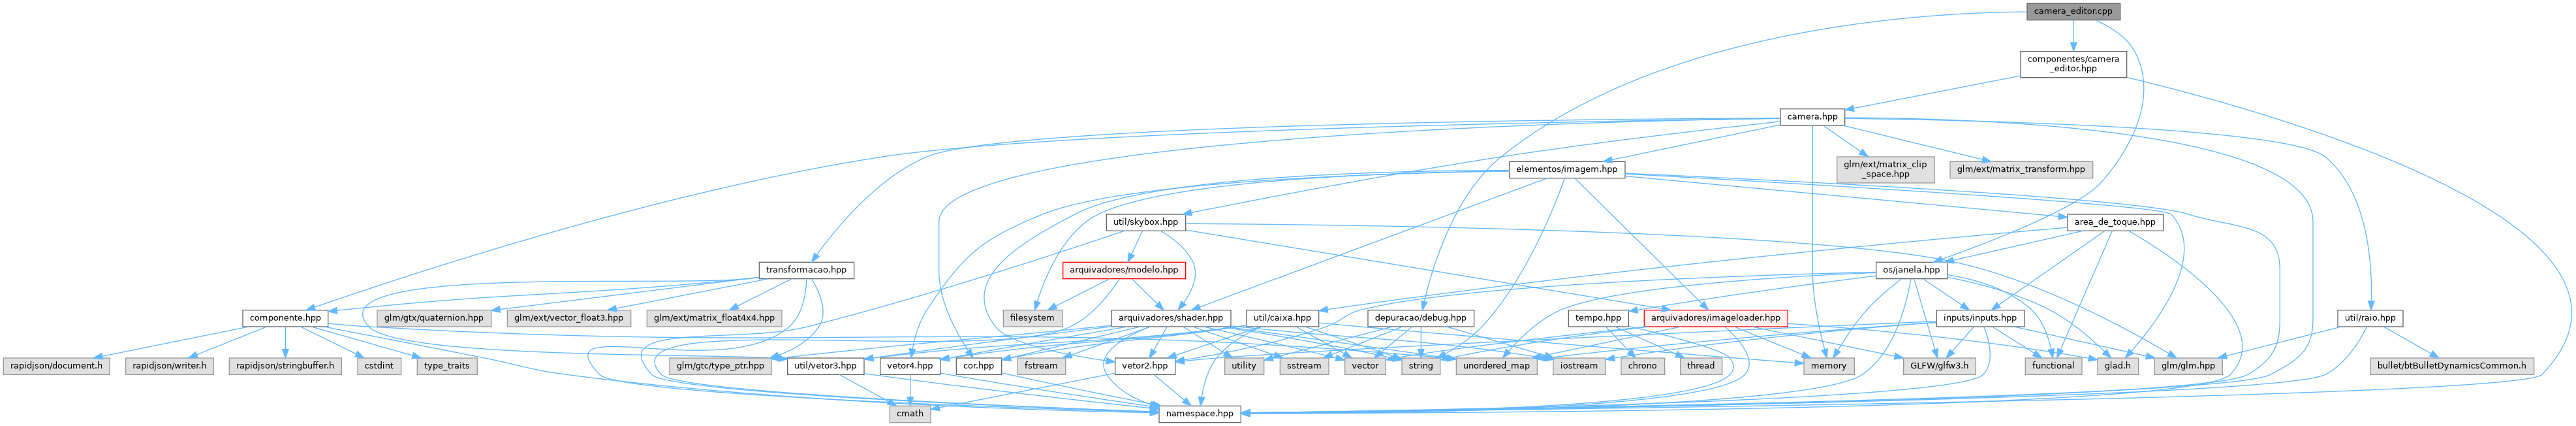 camera_editor.cpp
componentes/camera
_editor.hpp
camera.hpp
elementos/imagem.hpp
glm/ext/matrix_clip
_space.hpp
glm/ext/matrix_transform.hpp
util/skybox.hpp
area_de_toque.hpp
transformacao.hpp
arquivadores/modelo.hpp
os/janela.hpp
componente.hpp
glm/gtx/quaternion.hpp
glm/ext/vector_float3.hpp
glm/ext/matrix_float4x4.hpp
filesystem
arquivadores/shader.hpp
util/caixa.hpp
depuracao/debug.hpp
tempo.hpp
arquivadores/imageloader.hpp
inputs/inputs.hpp
util/raio.hpp
rapidjson/document.h
rapidjson/writer.h
rapidjson/stringbuffer.h
cstdint
type_traits
glm/gtc/type_ptr.hpp
util/vetor3.hpp
vetor4.hpp
cor.hpp
fstream
vetor2.hpp
utility
sstream
vector
string
unordered_map
iostream
chrono
thread
memory
GLFW/glfw3.h
functional
glad.h
glm/glm.hpp
bullet/btBulletDynamicsCommon.h
cmath
namespace.hpp